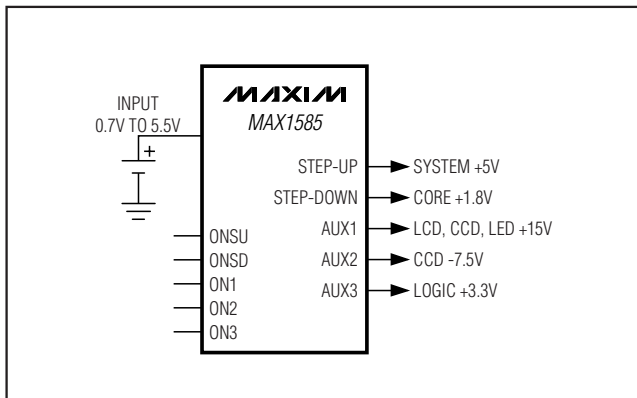 MAXIM
MAX1585
INPUT
0.7V TO 5.5V
+
STEP-UP
SYSTEM +5V
STEP-DOWN
CORE +1.8V
AUX1
LCD, CCD, LED +15V
AUX2
CCD -7.5V
AUX3
LOGIC +3.3V
ONSU
ONSD
ON1
ON2
ON3